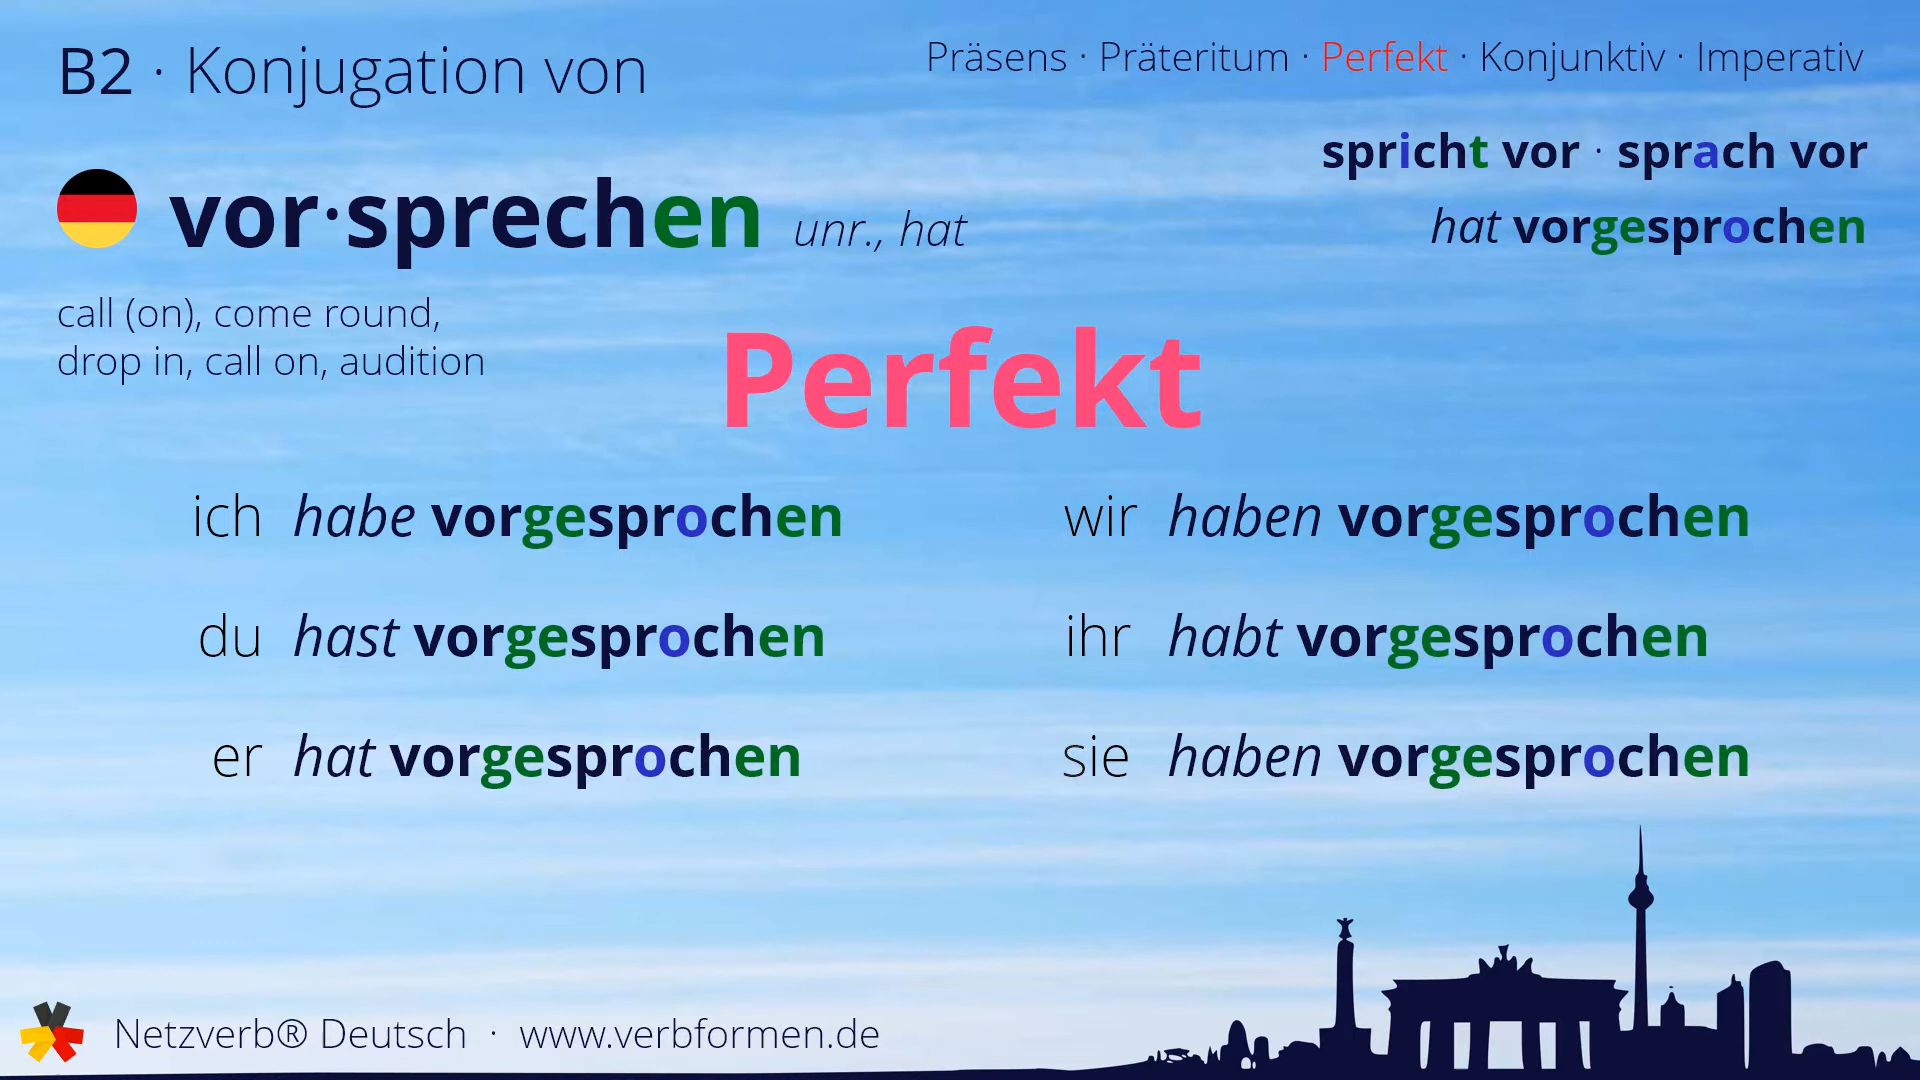 B2 · Konjugation von
Präsens · Präteritum · Perfekt · Konjunktiv · Imperativ
spricht vor · sprach vor
hat vorgesprochen
vor·sprechen unr., hat
call (on), come round,
drop in, call on, audition
Perfekt
ich habe vorgesprochen
du hast vorgesprochen
er hat vorgesprochen
wir haben vorgesprochen
ihr habt vorgesprochen
sie haben vorgesprochen
Netzverb® Deutsch · www.verbformen.de